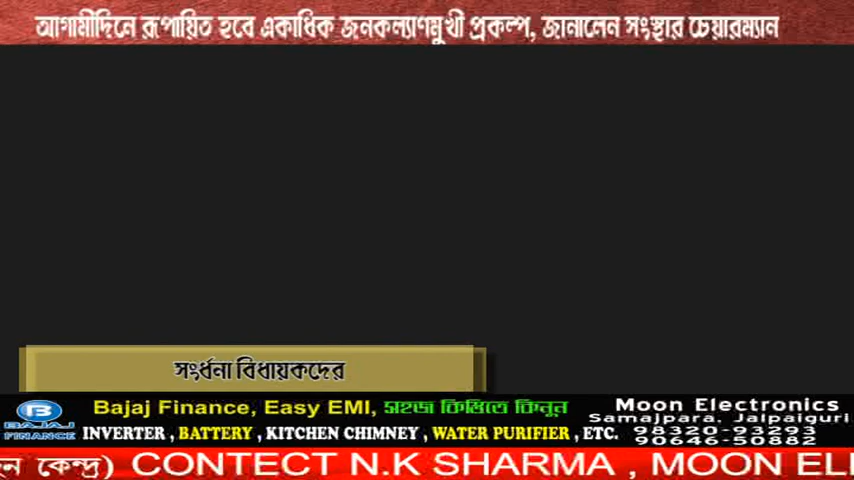 আগামীদিনে রূপায়িত হবে একাধিক জনকল্যাণমুখী প্রকল্প, জানালেন সংস্থার চেয়ারম্যান
সংর্ধনা বিধায়কদের
Bajaj Finance, Easy EMI, সহজ কিস্তিতে কিনুন
Moon Electronics
Samajpara, Jalpaiguri
BAJAJ
FINANCE
INVERTER , BATTERY , KITCHEN CHIMNEY , WATER PURIFIER , ETC.
98320-93293
90646-50882
কেন্দ্র) CONTECT N.K SHARMA , MOON